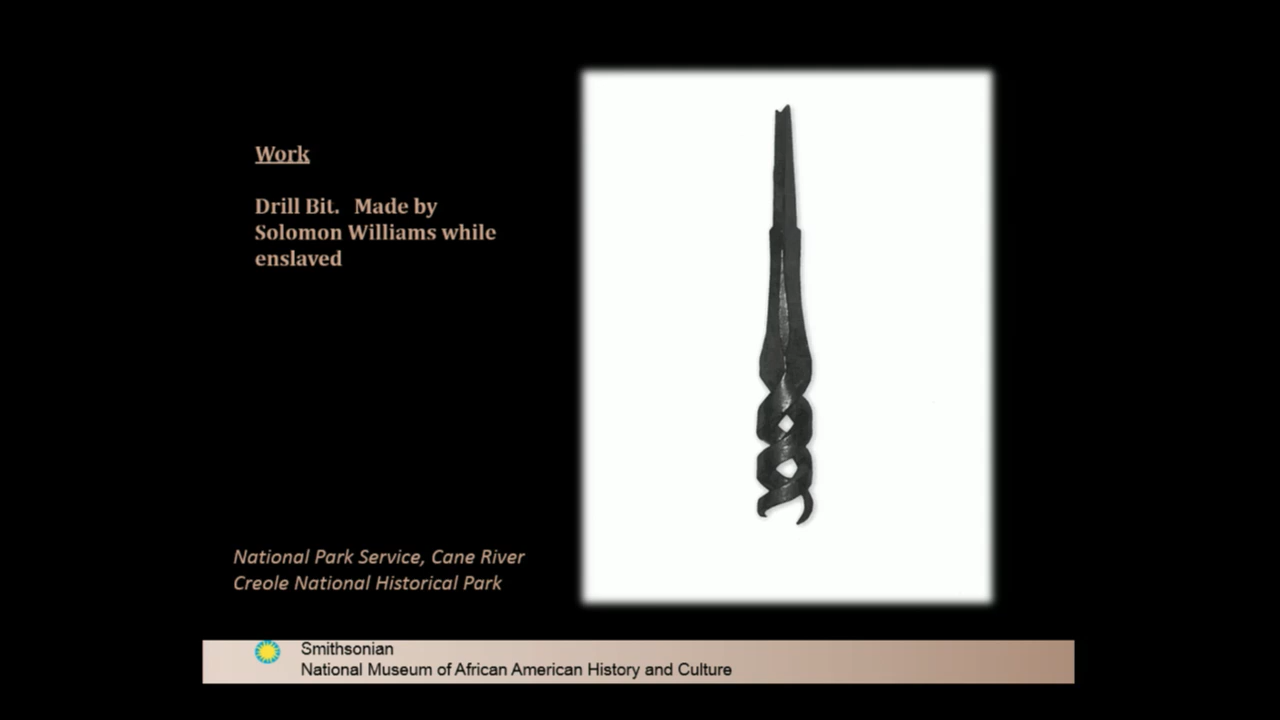 Work
Drill Bit.   Made by
Solomon Williams while
enslaved
National Park Service, Cane River
Creole National Historical Park
Smithsonian
National Museum of African American History and Culture